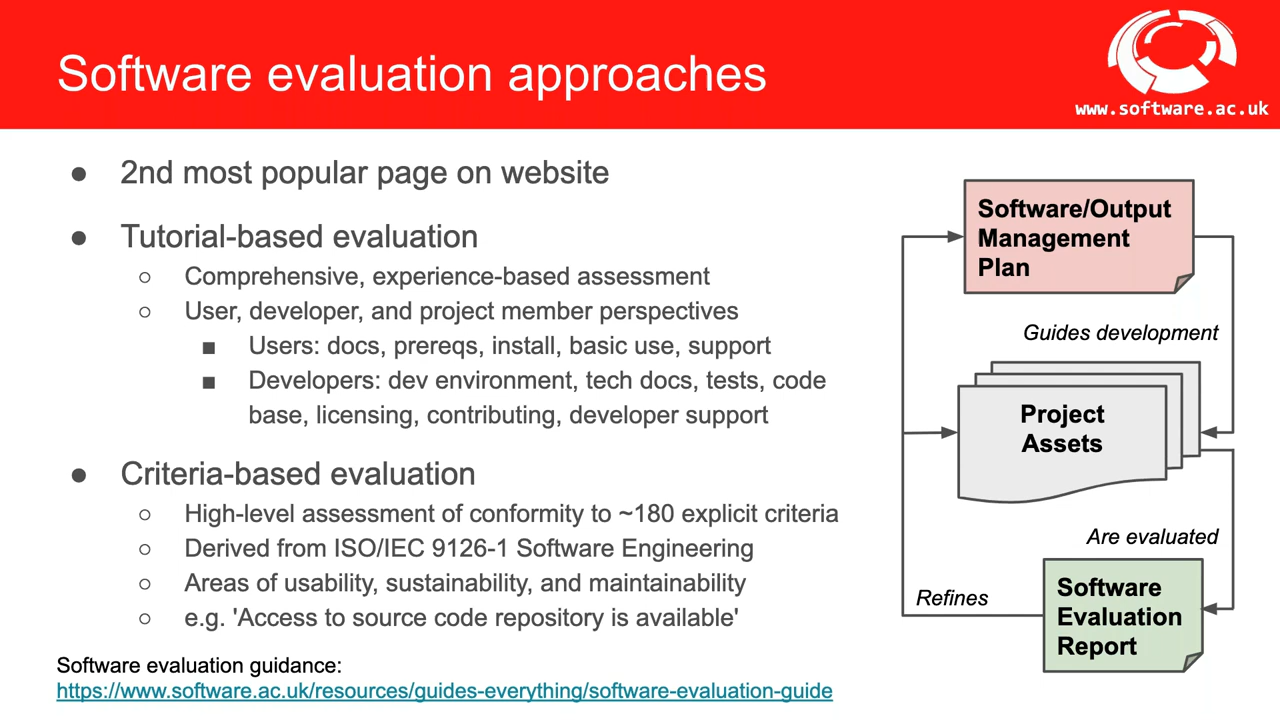 Software evaluation approaches
www.software.ac.uk
● 2nd most popular page on website
● Tutorial-based evaluation
○ Comprehensive, experience-based assessment
○ User, developer, and project member perspectives
■ Users: docs, prereqs, install, basic use, support
■ Developers: dev environment, tech docs, tests, code
base, licensing, contributing, developer support
● Criteria-based evaluation
○ High-level assessment of conformity to ~180 explicit criteria
○ Derived from ISO/IEC 9126-1 Software Engineering
○ Areas of usability, sustainability, and maintainability
○ e.g. 'Access to source code repository is available'
Software evaluation guidance:
https://www.software.ac.uk/resources/guides-everything/software-evaluation-guide
Software/Output
Management
Plan
Guides development
Project
Assets
Are evaluated
Refines
Software
Evaluation
Report